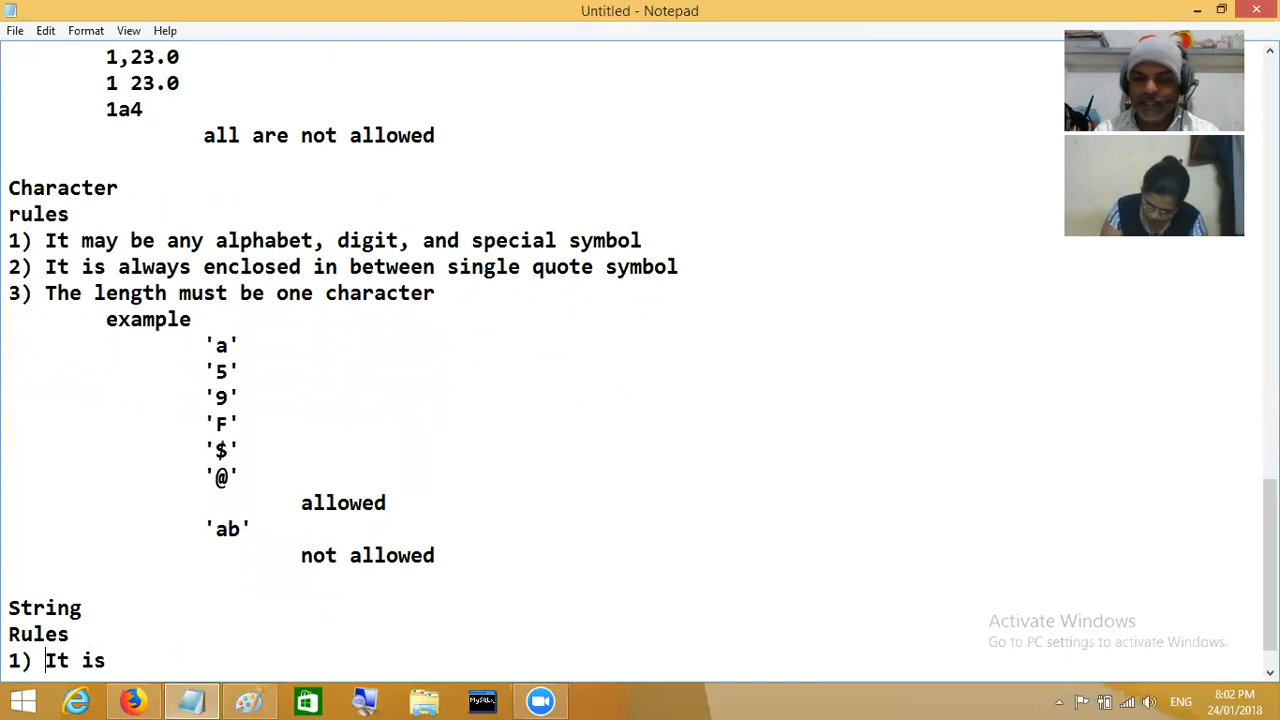 Untitled - Notepad
File Edit Format View Help
1,23.0
1 23.0
1a4
all are not allowed
Character
rules
1) It may be any alphabet, digit, and special symbol
2) It is always enclosed in between single quote symbol
3) The length must be one character
example
'a'
'5'
'9'
'F'
'$'
'@'
allowed
'ab'
not allowed
String
Rules
1) It is
Activate Windows
Go to PC settings to activate Windows.
MySQL
ENG
8:02 PM
24/01/2018